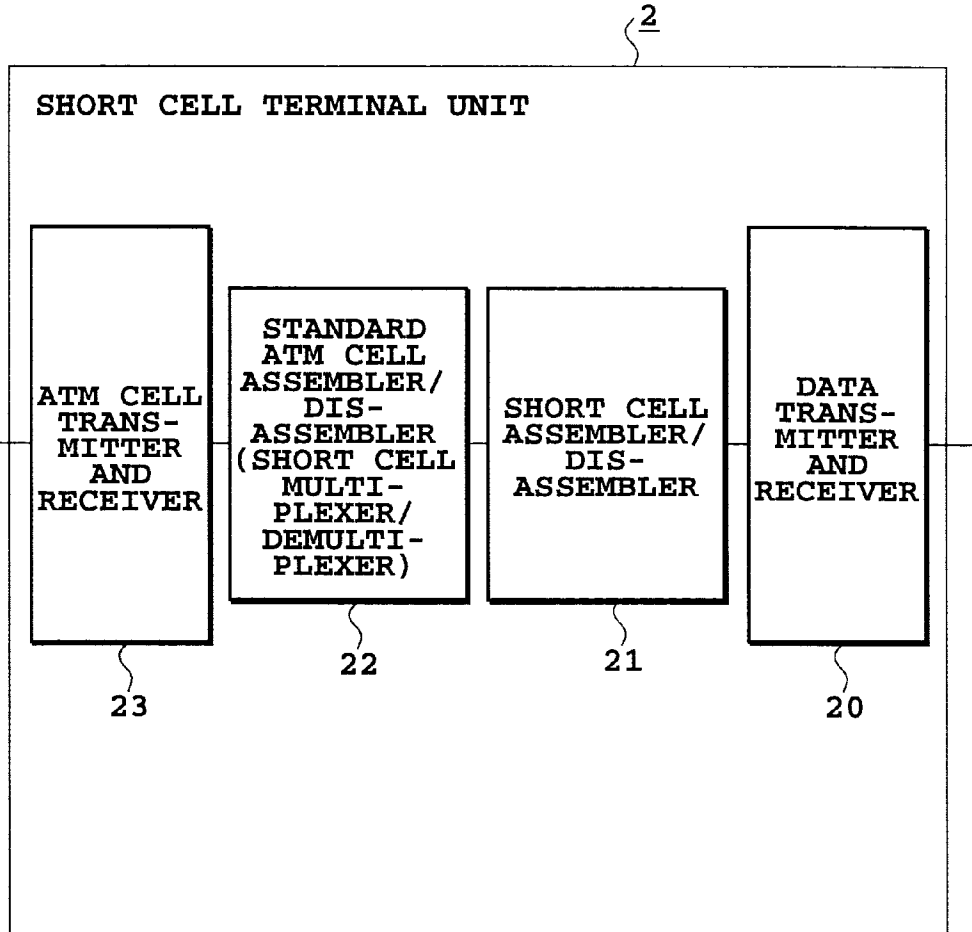 2
SHORT CELL TERMINAL UNIT
ATM CELL
TRANS-
MITTER
AND
RECEIVER
STANDARD
ATM CELL
ASSEMBLER/
DIS-
ASSEMBLER
(SHORT CELL
MULTI-
PLEXER/
DEMULTI-
PLEXER)
SHORT CELL
ASSEMBLER/
DIS-
ASSEMBLER
DATA
TRANS-
MITTER
AND
RECEIVER
23
22
21
20